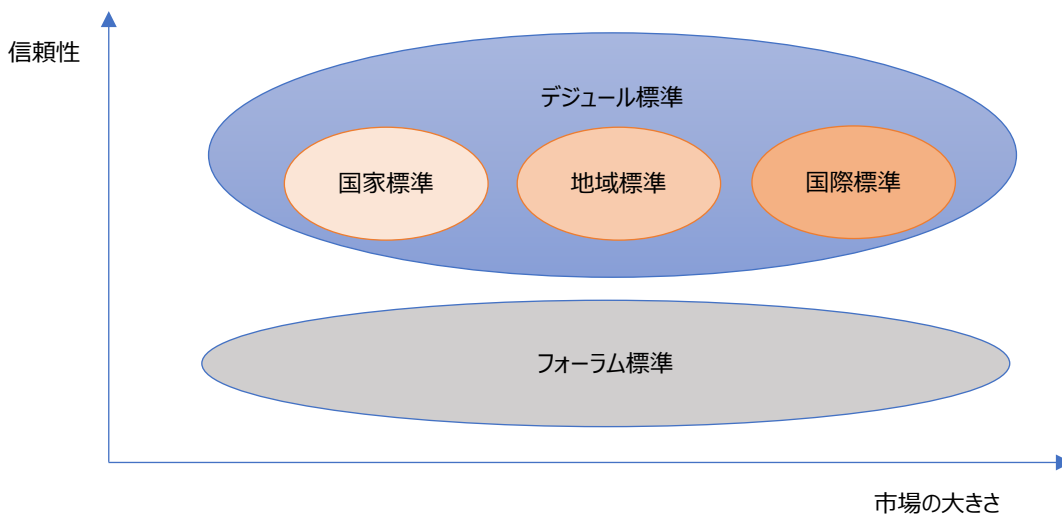 信頼性
デジュール標準
国家標準
地域標準
国際標準
フォーラム標準
市場の大きさ